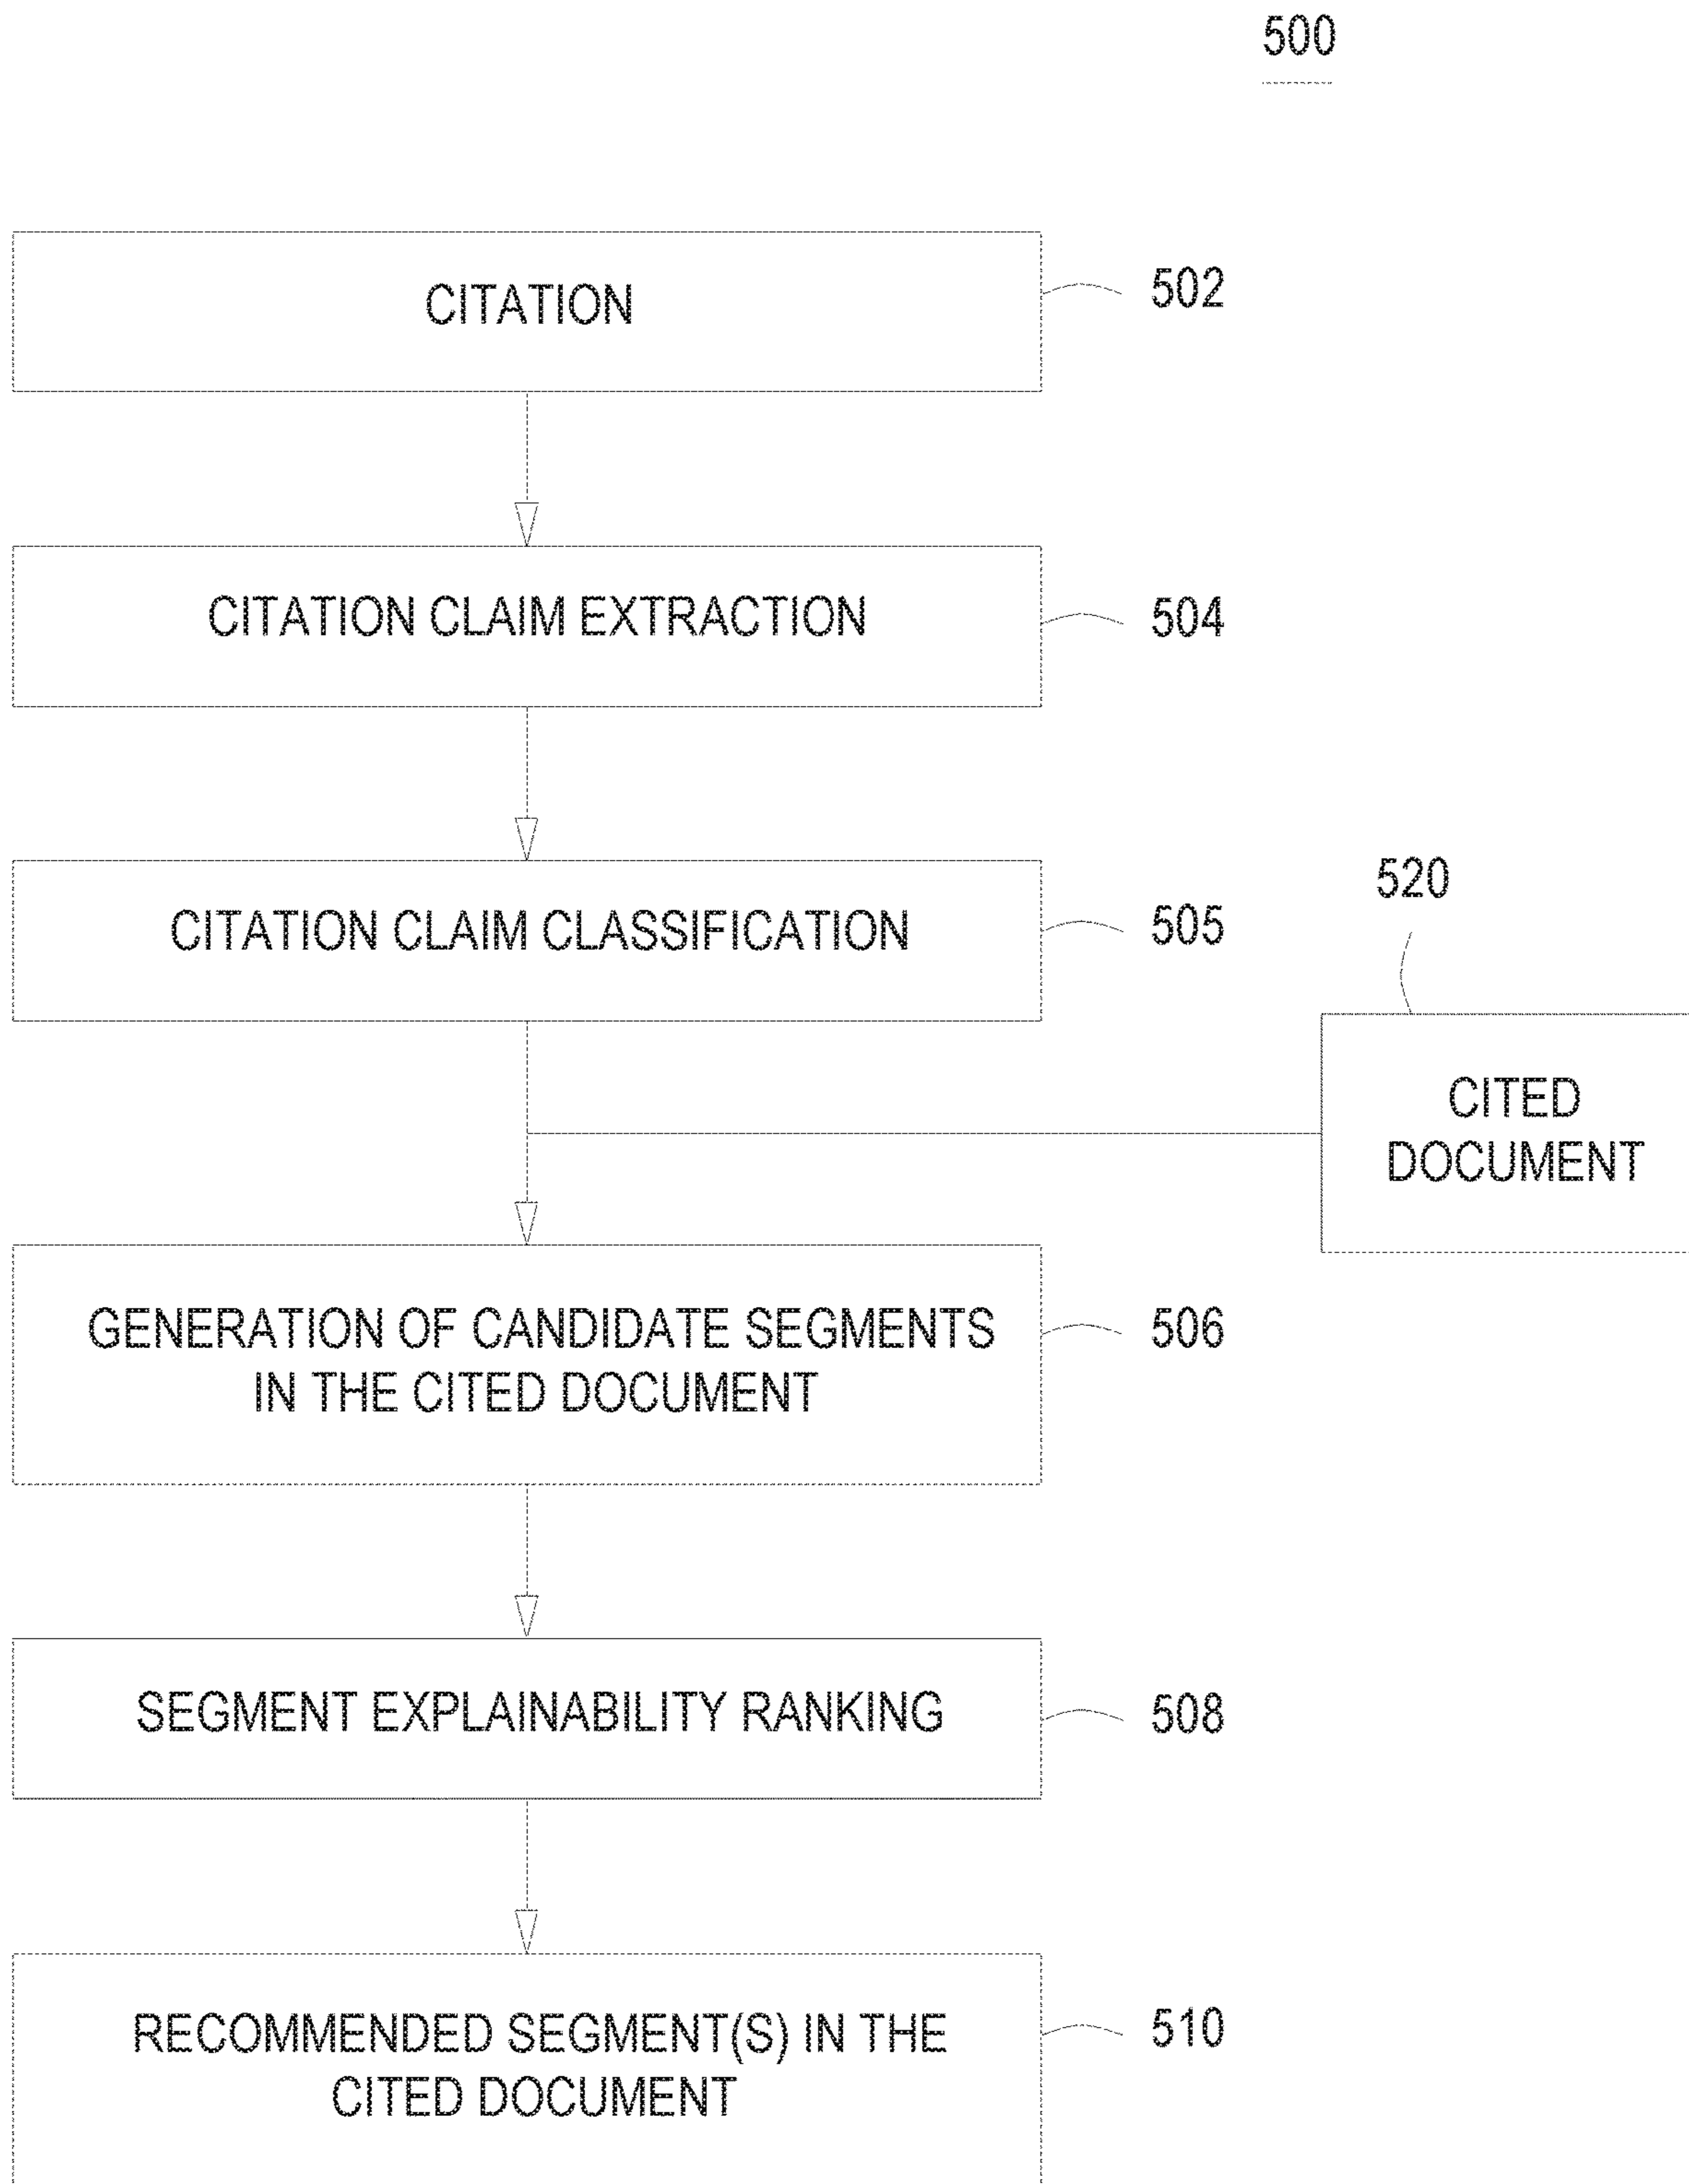 500
CITATION
502
CITATION CLAIM EXTRACTION
504
CITATION CLAIM CLASSIFICATION
505
520
CITED
DOCUMENT
GENERATION OF CANDIDATE SEGMENTS
IN THE CITED DOCUMENT
506
SEGMENT EXPLAINABILITY RANKING
508
RECOMMENDED SEGMENT(S) IN THE
CITED DOCUMENT
510